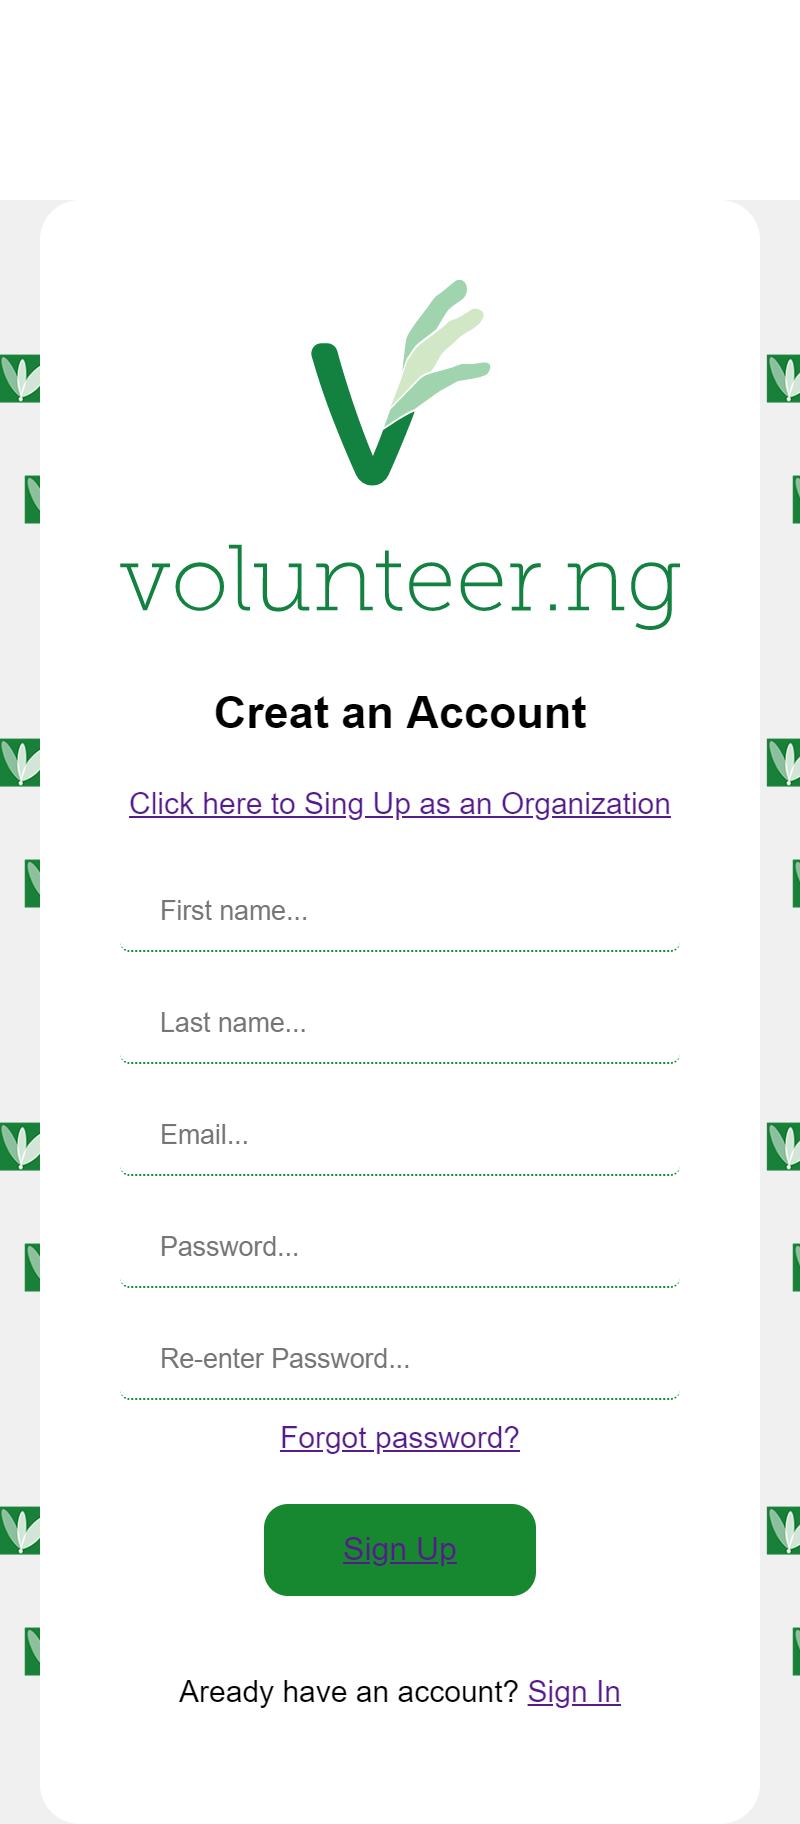 volunteer.ng
Creat an Account
Click here to Sing Up as an Organization
First name...
Last name...
Email...
Password...
Re-enter Password...
Forgot password?
Sign Up
Aready have an account? Sign In